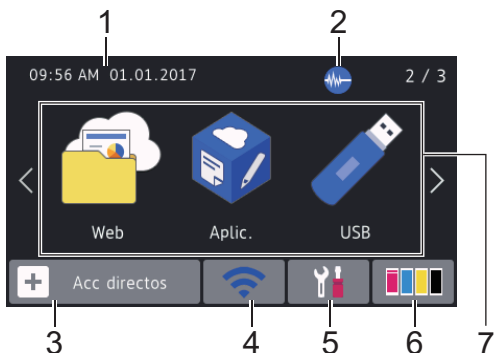 1 2
09:56 AM 01.01.2017 2 / 3
Web Aplic. USB
Acc directos
3 4 5 6 7